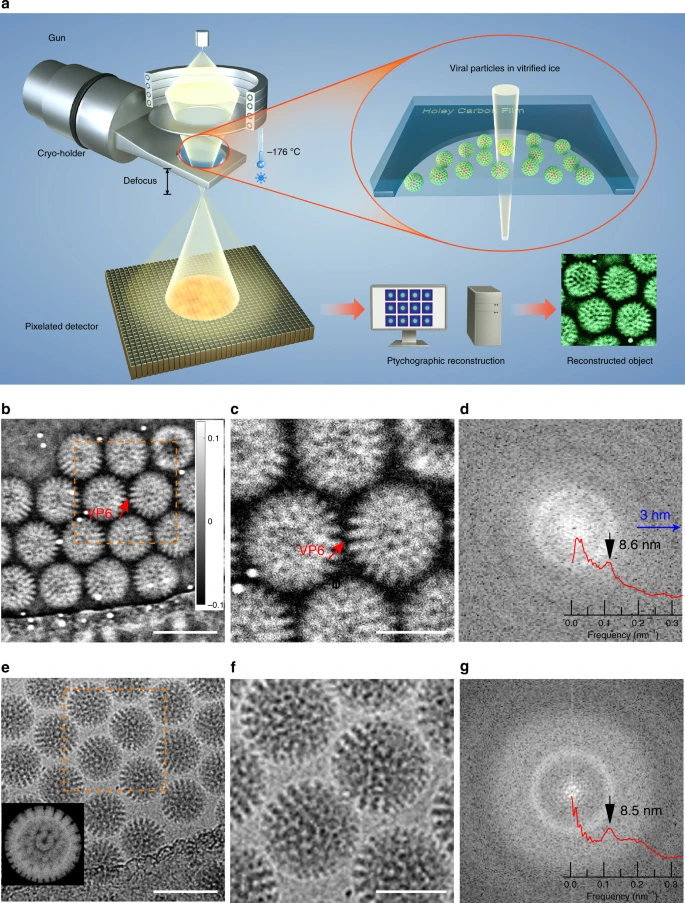 a
Gun
Viral particles in vitrified ice
Holey Carbon Film
Cryo-holder
–176 °C
Defocus
Pixelated detector
Ptychographic reconstruction
Reconstructed object
b
c
d
0.1
0
–0.1
VP6
VP6
3 nm
8.6 nm
0.0 0.1 0.2 0.3
Frequency (nm⁻¹)
e
f
g
8.5 nm
0.0 0.1 0.2 0.3
Frequency (nm⁻¹)